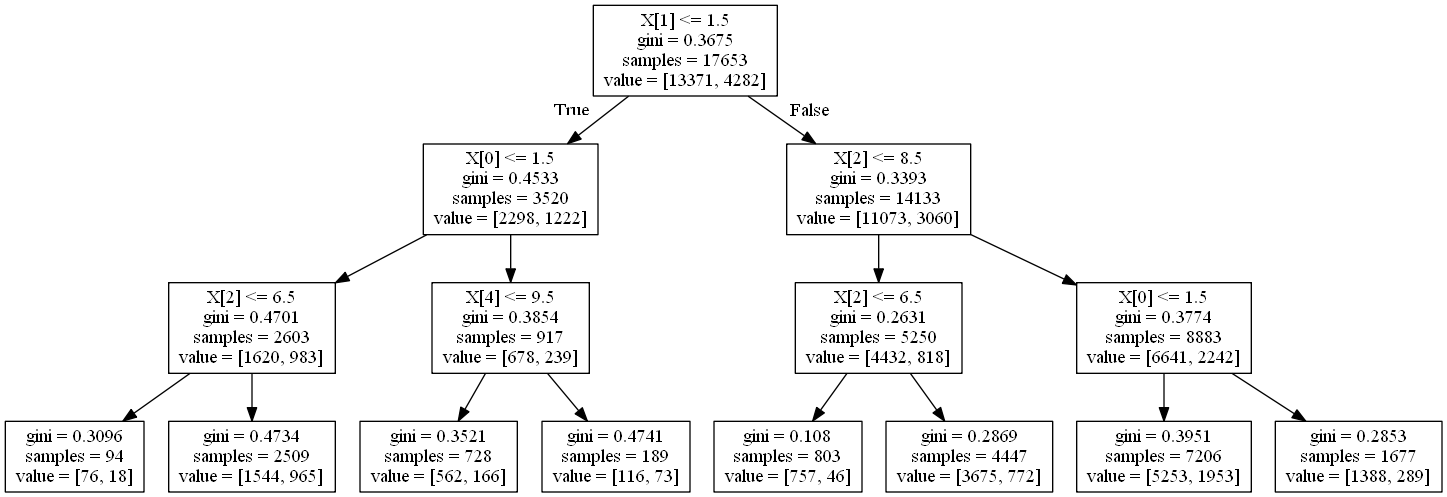 X[1] <= 1.5
gini = 0.3675
samples = 17653
value = [13371, 4282]
True
False
X[0] <= 1.5
gini = 0.4533
samples = 3520
value = [2298, 1222]
X[2] <= 8.5
gini = 0.3393
samples = 14133
value = [11073, 3060]
X[2] <= 6.5
gini = 0.4701
samples = 2603
value = [1620, 983]
X[4] <= 9.5
gini = 0.3854
samples = 917
value = [678, 239]
X[2] <= 6.5
gini = 0.2631
samples = 5250
value = [4432, 818]
X[0] <= 1.5
gini = 0.3774
samples = 8883
value = [6641, 2242]
gini = 0.3096
samples = 94
value = [76, 18]
gini = 0.4734
samples = 2509
value = [1544, 965]
gini = 0.3521
samples = 728
value = [562, 166]
gini = 0.4741
samples = 189
value = [116, 73]
gini = 0.108
samples = 803
value = [757, 46]
gini = 0.2869
samples = 4447
value = [3675, 772]
gini = 0.3951
samples = 7206
value = [5253, 1953]
gini = 0.2853
samples = 1677
value = [1388, 289]